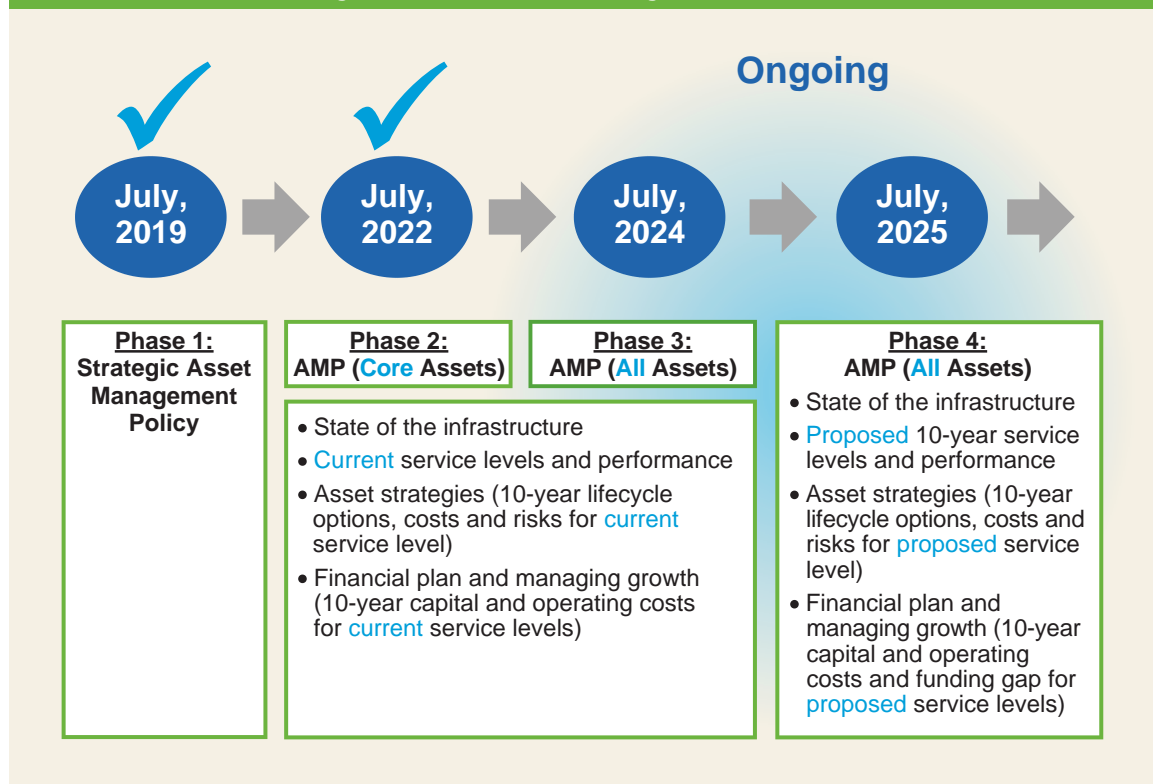 Ongoing
July,
2019
July,
2022
July,
2024
July,
2025
Phase 1:
Strategic Asset
Management
Policy
Phase 2:
AMP (Core Assets)
Phase 3:
AMP (All Assets)
• State of the infrastructure
• Current service levels and performance
• Asset strategies (10-year lifecycle
options, costs and risks for current
service level)
• Financial plan and managing growth
(10-year capital and operating costs
for current service levels)
Phase 4:
AMP (All Assets)
• State of the infrastructure
• Proposed 10-year service
levels and performance
• Asset strategies (10-year
lifecycle options, costs and
risks for proposed service
level)
• Financial plan and
managing growth (10-year
capital and operating
costs and funding gap for
proposed service levels)